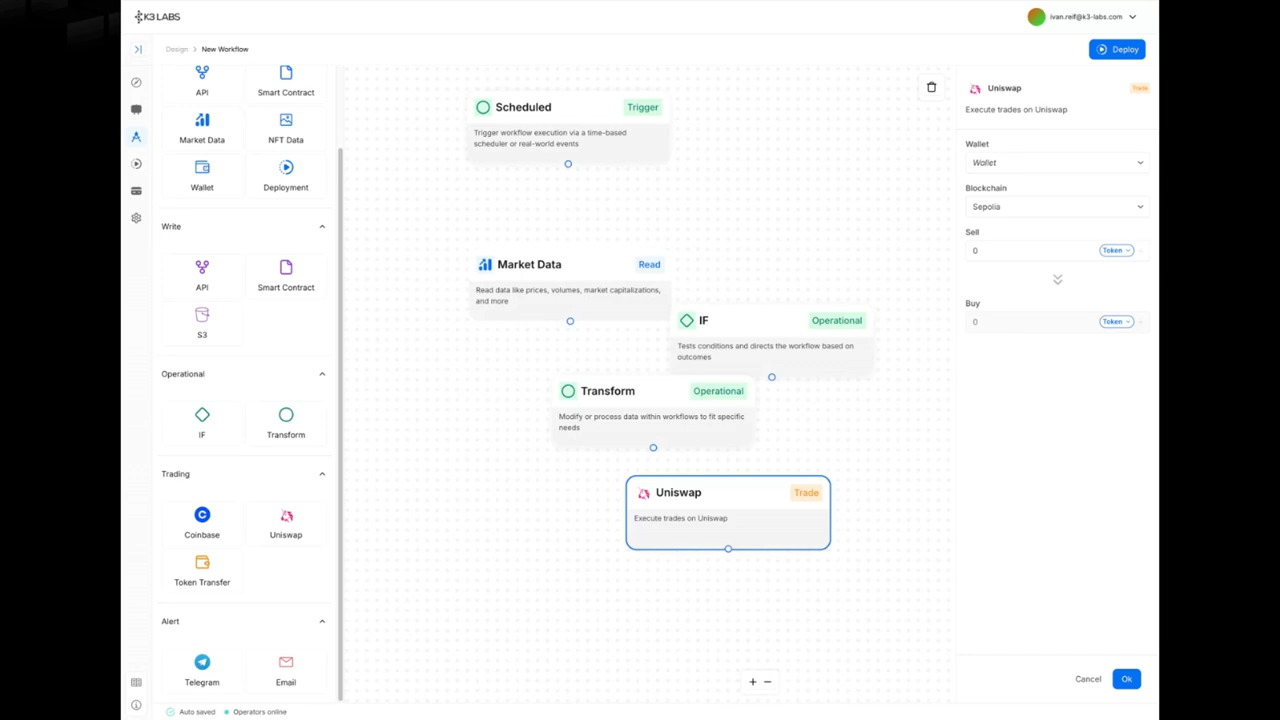 K3 LABS
ivan.reif@k3-labs.com
Design > New Workflow
Deploy
API
Smart Contract
Market Data
NFT Data
Wallet
Deployment
Write
API
Smart Contract
S3
Operational
IF
Transform
Trading
Coinbase
Uniswap
Token Transfer
Alert
Telegram
Email
Auto saved
Operators online
Scheduled
Trigger
Trigger workflow execution via a time-based
scheduler or real-world events
Market Data
Read
Read data like prices, volumes, market capitalizations,
and more
IF
Operational
Tests conditions and directs the workflow based on
outcomes
Transform
Operational
Modify or process data within workflows to fit specific
needs
Uniswap
Trade
Execute trades on Uniswap
+ −
Uniswap
Trade
Execute trades on Uniswap
Wallet
Wallet
Blockchain
Sepolia
Sell
0
Token
Buy
0
Token
Cancel
Ok